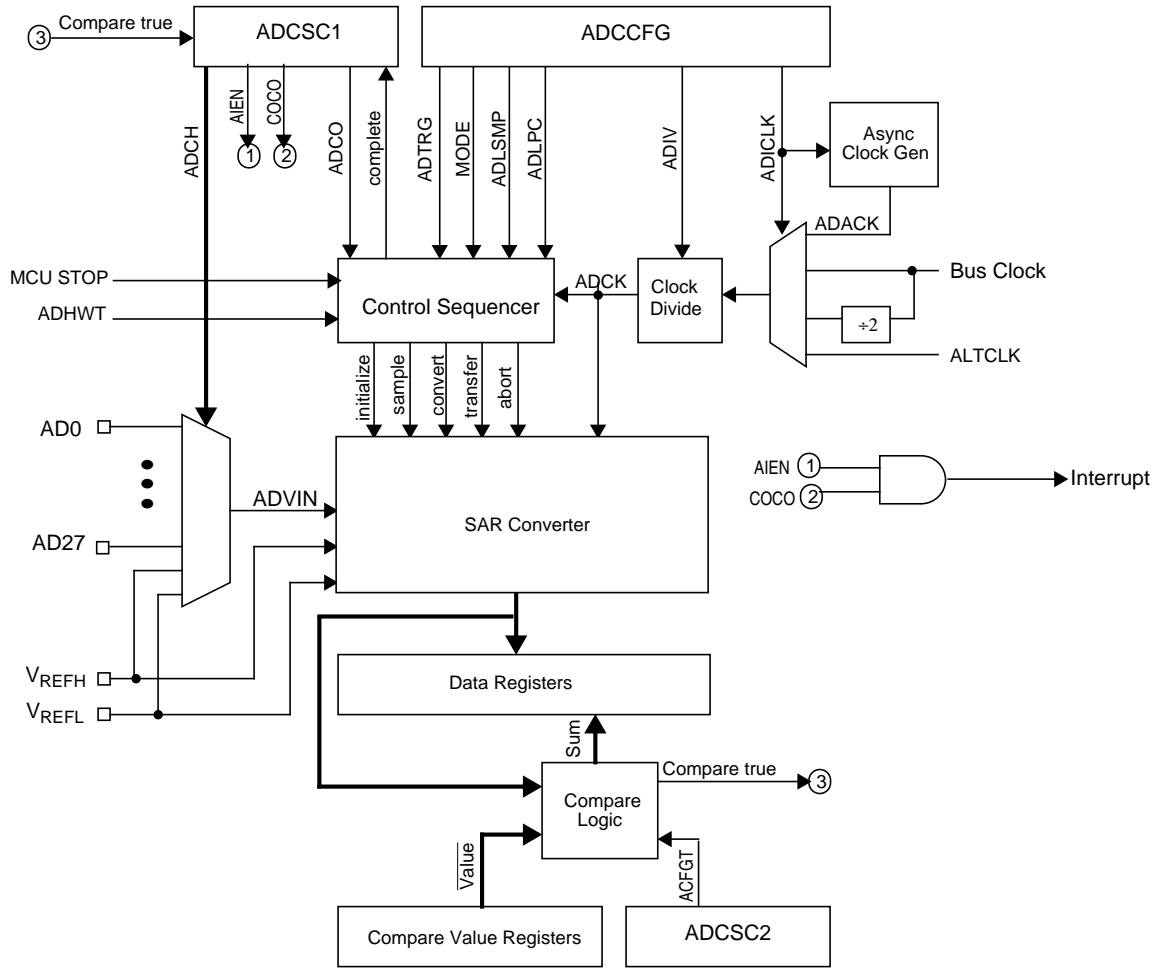 3
Compare true
ADCSC1
ADCCFG
ADCH
AIEN
COCO
1
2
ADCO
complete
ADTRG
MODE
ADLSMP
ADLPC
ADIV
ADICLK
Async
Clock Gen
ADACK
MCU STOP
ADHWT
Control Sequencer
ADCK
Clock
Divide
Bus Clock
÷2
ALTCLK
initialize
sample
convert
transfer
abort
AD0
AD27
ADVIN
SAR Converter
AIEN 1
COCO 2
Interrupt
VREFH
VREFL
Data Registers
Sum
Compare true
3
Compare
Logic
Value
ACFGT
Compare Value Registers
ADCSC2